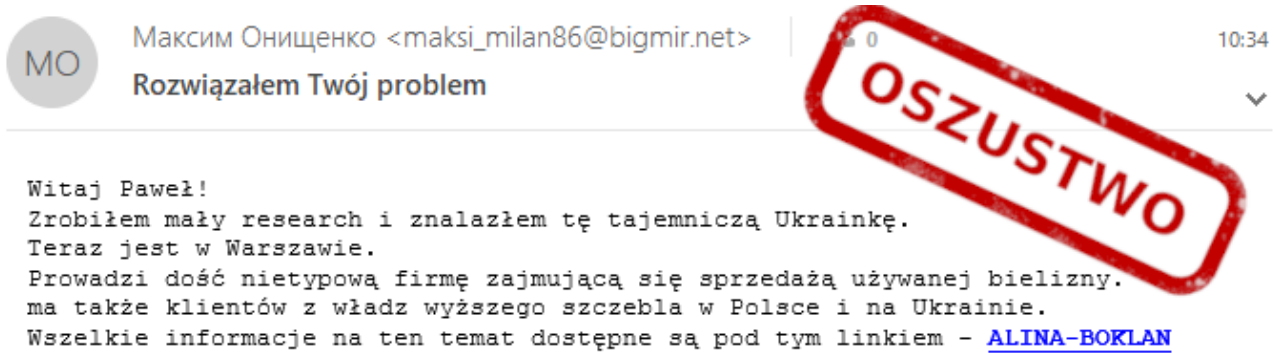 MO
Максим Онищенко <maksi_milan86@bigmir.net>
0
10:34
Rozwiązałem Twój problem
OSZUSTWO
Witaj Paweł!
Zrobiłem mały research i znalazłem tę tajemniczą Ukrainkę.
Teraz jest w Warszawie.
Prowadzi dość nietypową firmę zajmującą się sprzedażą używanej bielizny.
ma także klientów z władz wyższego szczebla w Polsce i na Ukrainie.
Wszelkie informacje na ten temat dostępne są pod tym linkiem - ALINA-BOKLAN